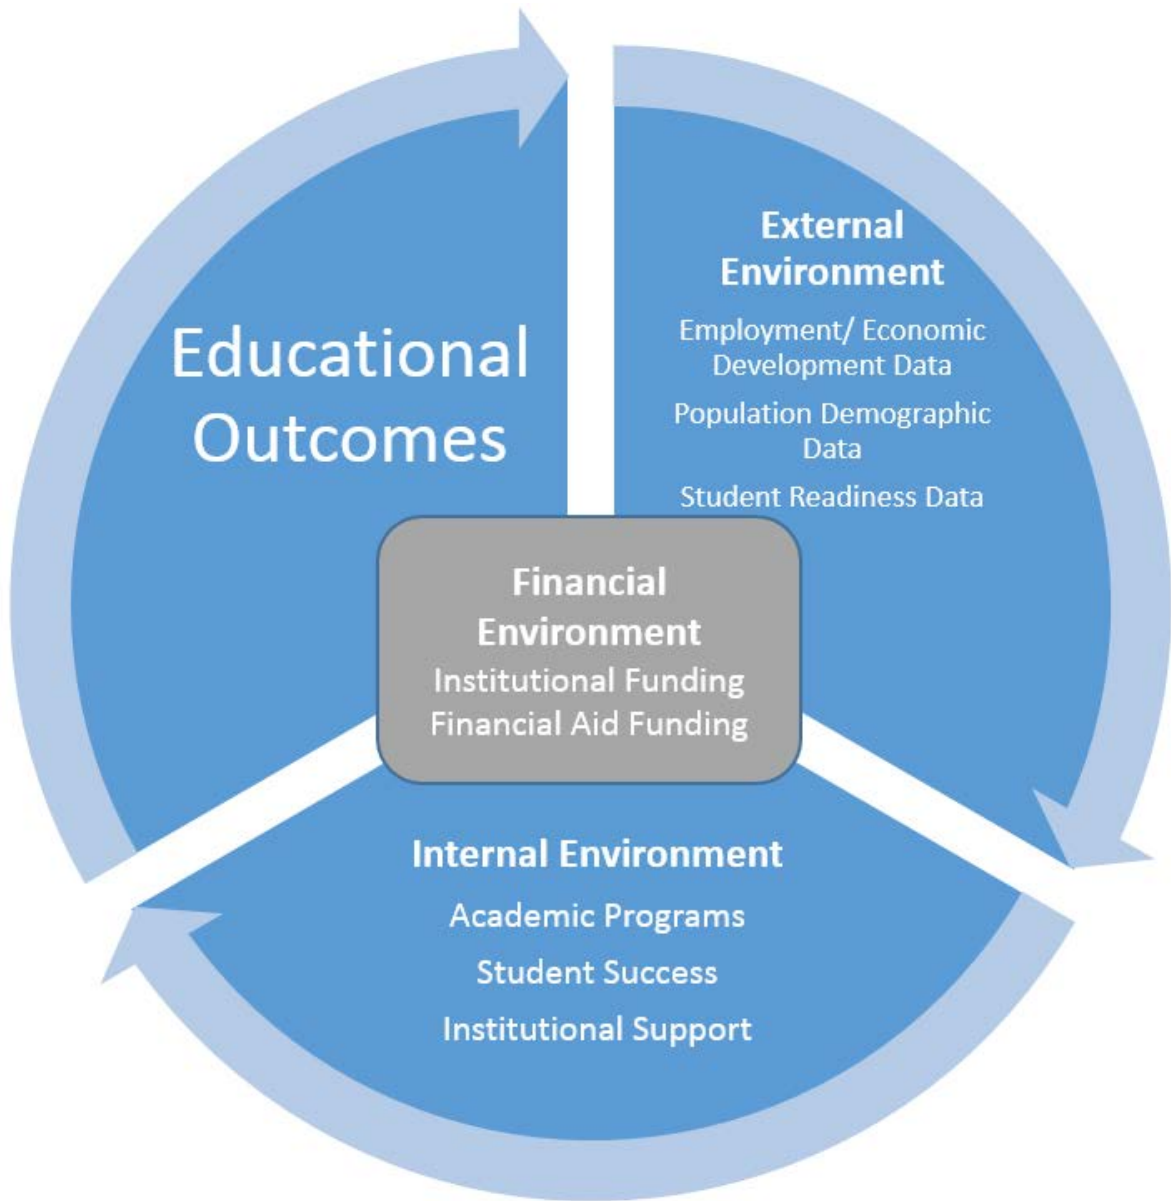 Educational
Outcomes
External
Environment
Employment/ Economic
Development Data
Population Demographic
Data
Student Readiness Data
Financial
Environment
Institutional Funding
Financial Aid Funding
Internal Environment
Academic Programs
Student Success
Institutional Support